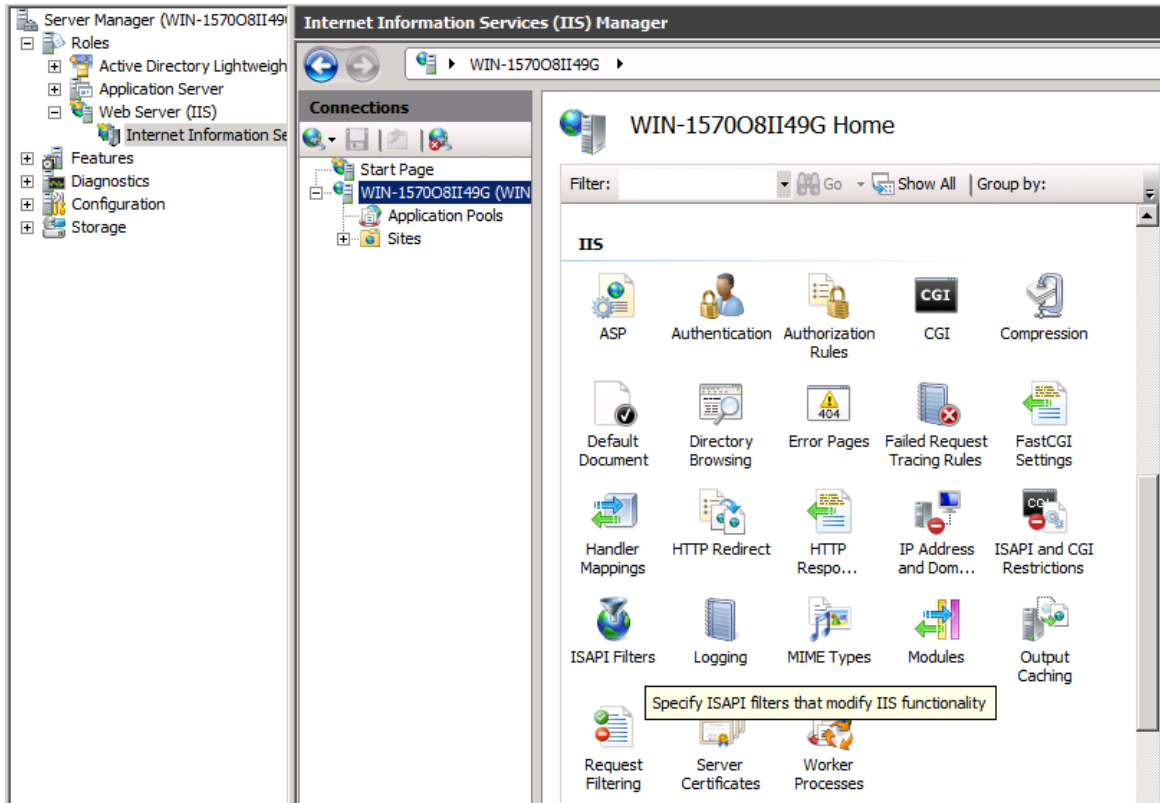 Server Manager (WIN-1570O8II49
Roles
Active Directory Lightweigh
Application Server
Web Server (IIS)
Internet Information Se
Features
Diagnostics
Configuration
Storage
Internet Information Services (IIS) Manager
WIN-1570O8II49G
Connections
Start Page
WIN-1570O8II49G (WIN
Application Pools
Sites
WIN-1570O8II49G Home
Filter: Go Show All Group by:
IIS
ASP Authentication Authorization Rules CGI Compression
Default Document Directory Browsing Error Pages Failed Request Tracing Rules FastCGI Settings
404
Handler Mappings HTTP Redirect HTTP Respo... IP Address and Dom... ISAPI and CGI Restrictions
ISAPI Filters Logging MIME Types Modules Output Caching
Specify ISAPI filters that modify IIS functionality
Request Filtering Server Certificates Worker Processes